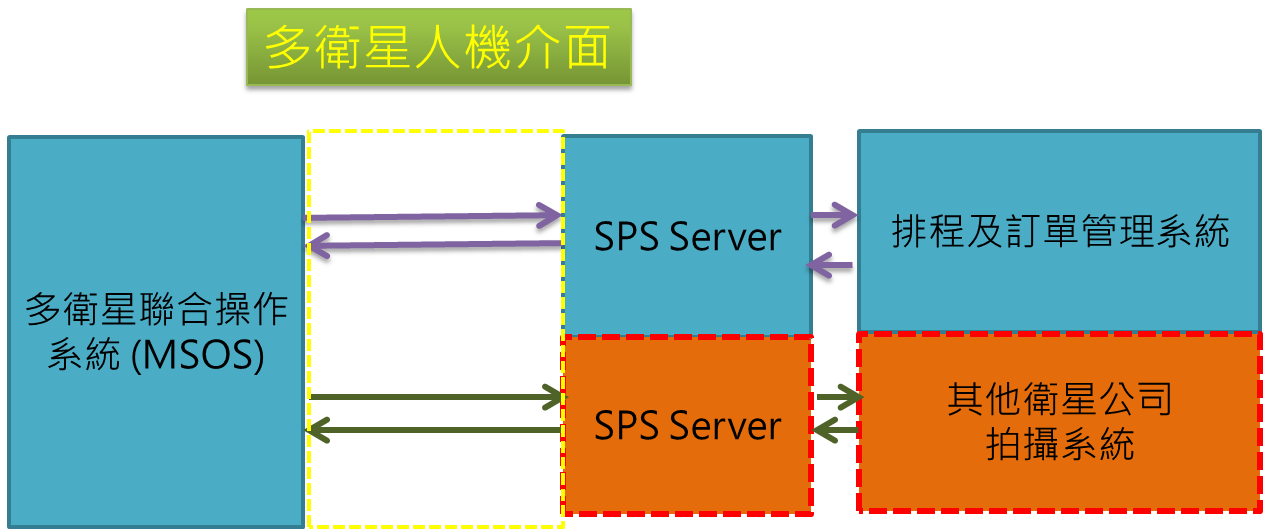 多衛星人機介面
多衛星聯合操作
系統 (MSOS)
SPS Server
排程及訂單管理系統
SPS Server
其他衛星公司
拍攝系統